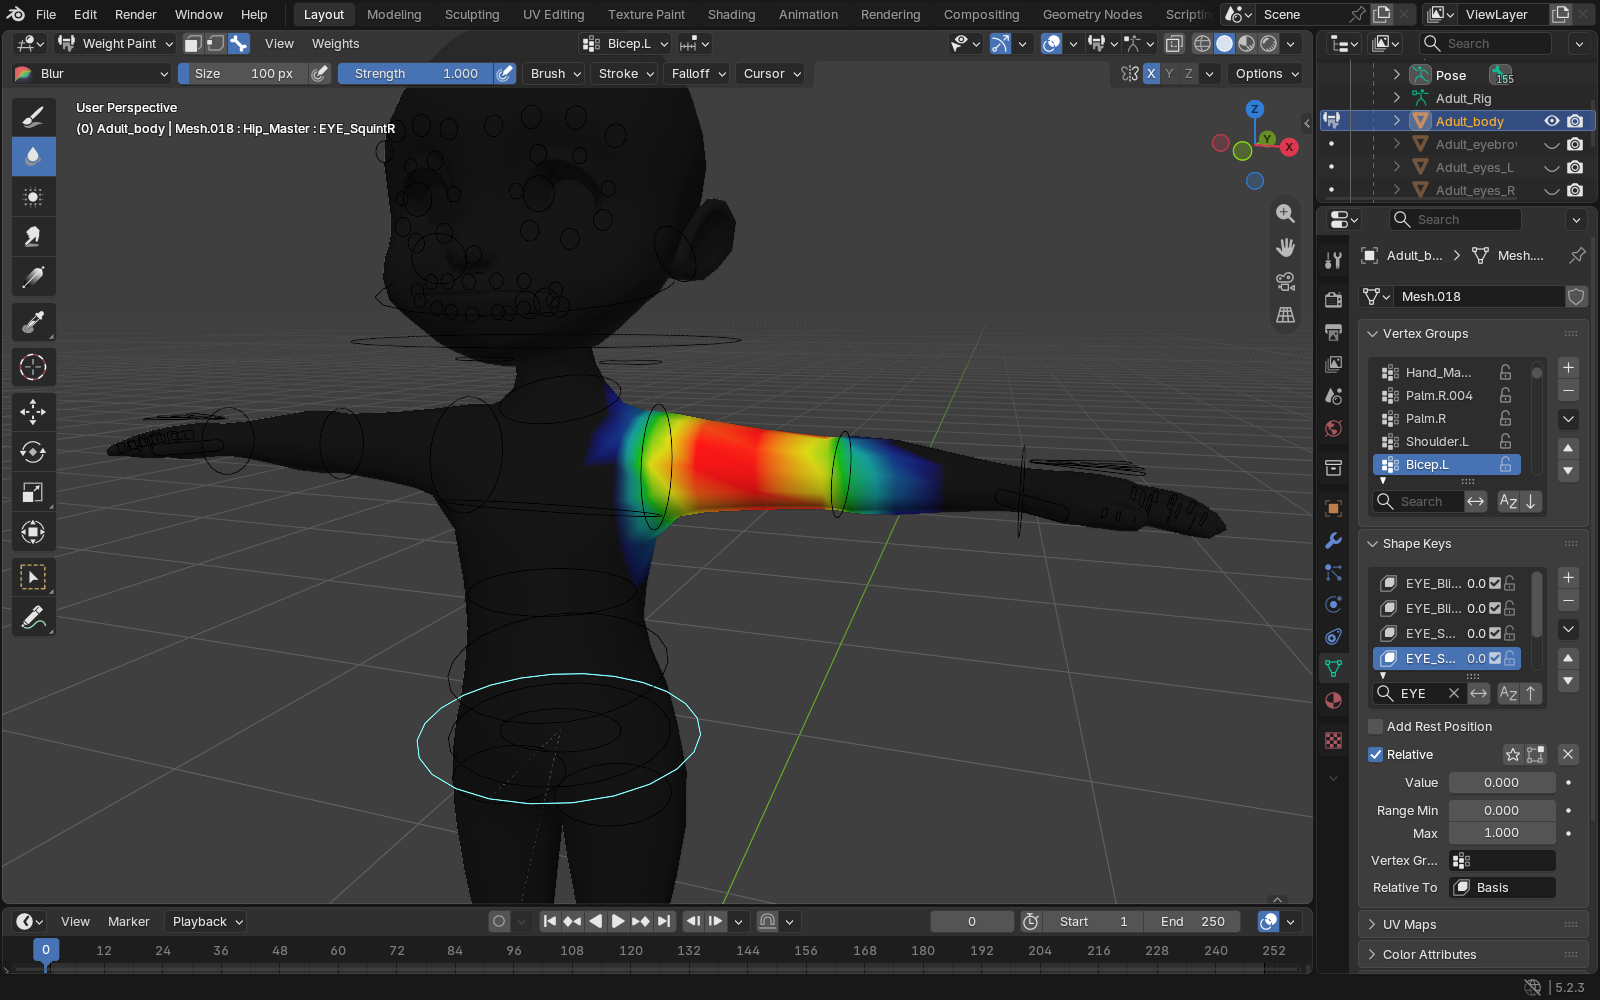 File Edit Render Window Help Layout Modeling Sculpting UV Editing Texture Paint Shading Animation Rendering Compositing Geometry Nodes Scriptin Scene ViewLayer
Weight Paint View Weights Bicep.L
Blur Size 100 px Strength 1.000 Brush Stroke Falloff Cursor X Y Z Options
User Perspective
(0) Adult_body | Mesh.018 : Hip_Master : EYE_SquintR
Z
Y
X
Search
Pose 155
Adult_Rig
Adult_body
Adult_eyebro
Adult_eyes_L
Adult_eyes_R
Search
Adult_b... Mesh....
Mesh.018
Vertex Groups
Hand_Ma...
Palm.R.004
Palm.R
Shoulder.L
Bicep.L
Search AZ
Shape Keys
EYE_Bli... 0.0
EYE_Bli... 0.0
EYE_S... 0.0
EYE_S... 0.0
EYE AZ
Add Rest Position
Relative
Value 0.000
Range Min 0.000
Max 1.000
Vertex Gr...
Relative To Basis
UV Maps
Color Attributes
View Marker Playback 0 Start 1 End 250
0 12 24 36 48 60 72 84 96 108 120 132 144 156 168 180 192 204 216 228 240 252
5.2.3